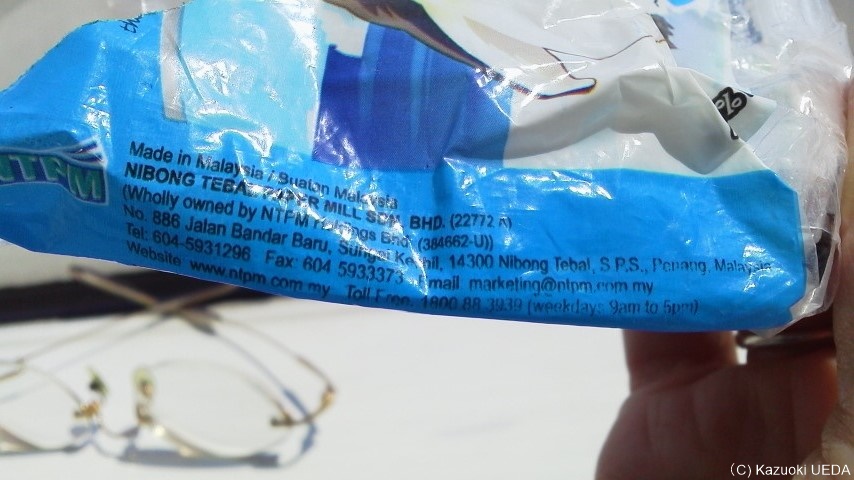 NTPM
Made in Malaysia / Buatan Malaysia
NIBONG TEBAL PAPER MILL SDN. BHD. (22772 A)
(Wholly owned by NTPM Holdings Bhd (384662-U))
No. 886 Jalan Bandar Baru, Sungai Kechil, 14300 Nibong Tebal, S.P.S., Penang, Malaysia
Tel: 604-5931296 Fax: 604 5933373 Email marketing@ntpm.com.my
Website www.ntpm.com.my Toll Free. 1800 88 3939 (weekdays 9am to 5pm)
(C) Kazuoki UEDA